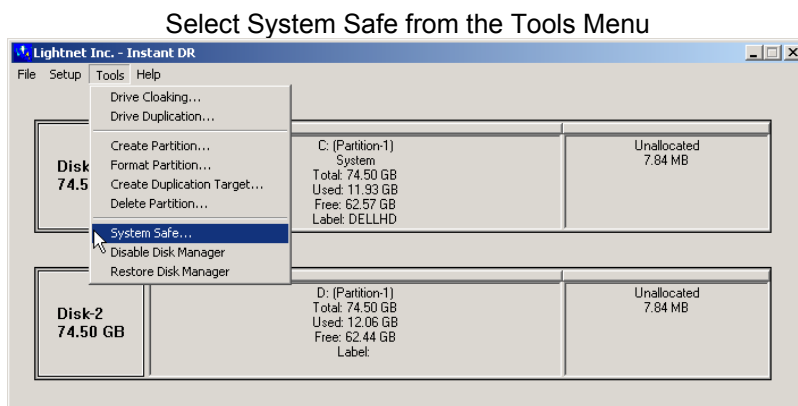 Select System Safe from the Tools Menu
Lightnet Inc. - Instant DR
File Setup Tools Help
Drive Cloaking...
Drive Duplication...
Create Partition...
Format Partition...
Create Duplication Target...
Delete Partition...
System Safe...
Disable Disk Manager
Restore Disk Manager
Disk
74.5
C: (Partition-1)
System
Total: 74.50 GB
Used: 11.93 GB
Free: 62.57 GB
Label: DELLHD
Unallocated
7.84 MB
Disk-2
74.50 GB
D: (Partition-1)
Total: 74.50 GB
Used: 12.06 GB
Free: 62.44 GB
Label:
Unallocated
7.84 MB